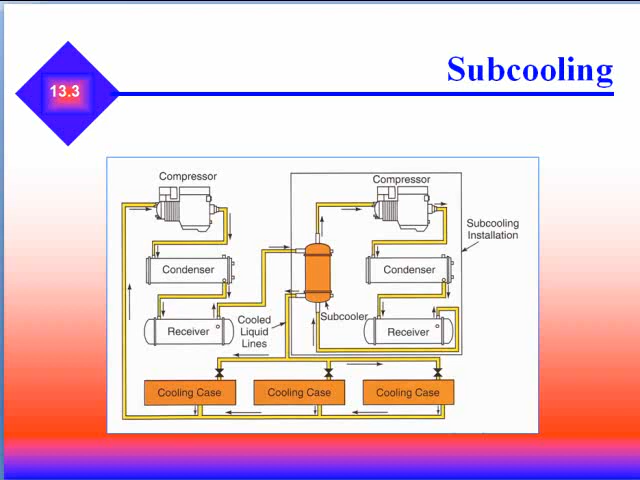 Subcooling
13.3
Compressor
Compressor
Subcooling
Installation
Condenser
Condenser
Receiver
Cooled
Liquid
Lines
Subcooler
Receiver
Cooling Case
Cooling Case
Cooling Case